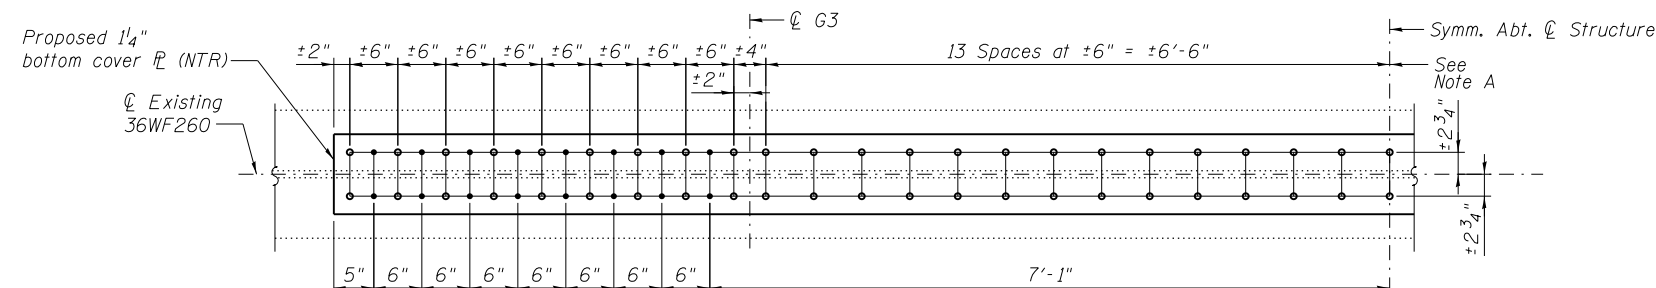 ℄ G3
Symm. Abt. ℄ Structure
Proposed 1¼"
bottom cover ⅊ (NTR)
±2" ±6" ±6" ±6" ±6" ±6" ±6" ±6" ±6" ±4" 13 Spaces at ±6" = ±6'-6"
See
Note A
±2"
℄ Existing
36WF260
±2¾"
±2¾"
5" 6" 6" 6" 6" 6" 6" 6" 7'-1"